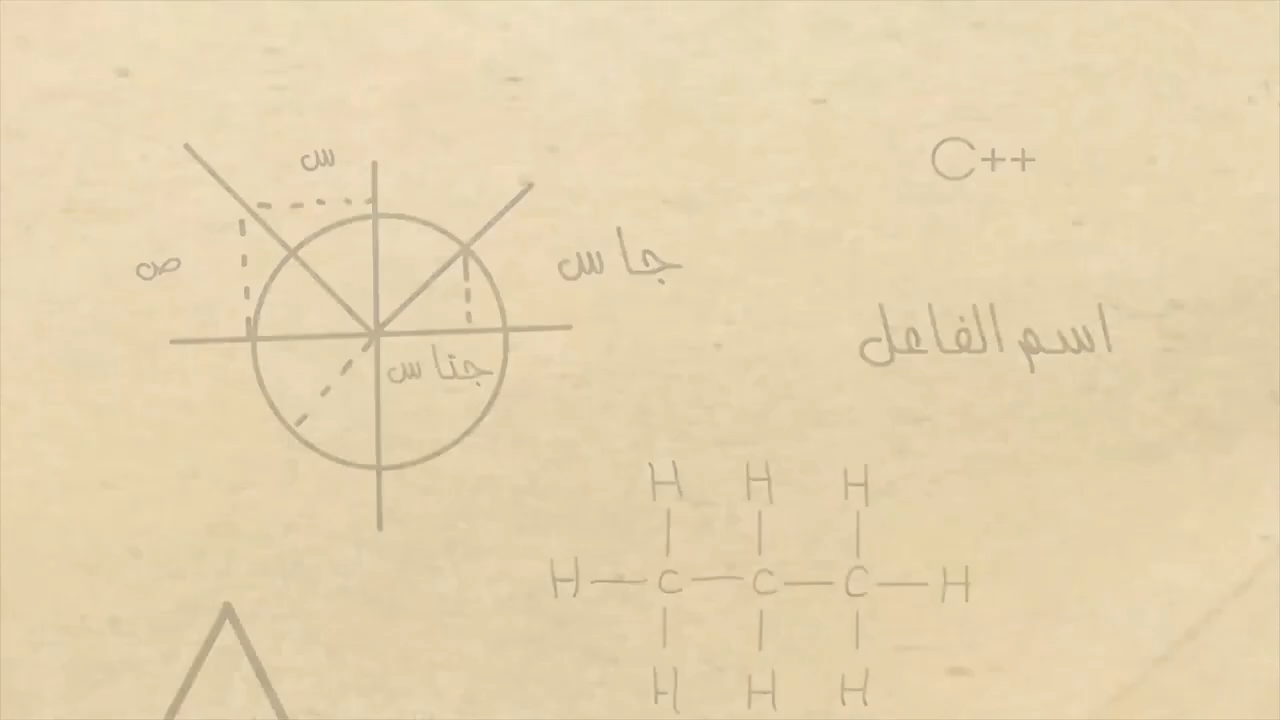 س
C++
ص
جا س
اسم الفاعل
جتا س
H H H
H C C C H
H H H